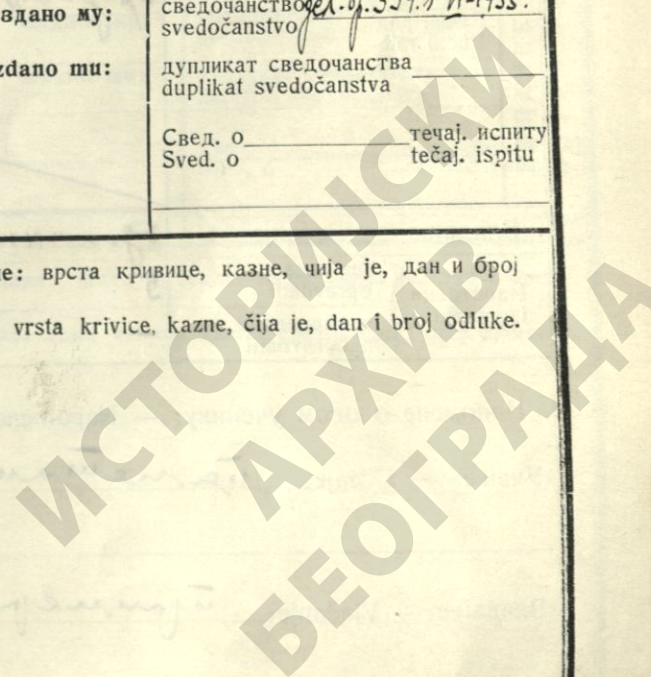 вдано му:
сведочанство
svedočanstvo
zdano mu:
дупликат сведочанства
duplikat svedočanstva
Свед. о течај. испиту
Sved. o tečaj. ispitu
е: врста кривице, казне, чија је, дан и број
vrsta krivice, kazne, čija je, dan i broj odluke.
ИСТОРИЈСКИ
АРХИВ
БЕОГРАДА